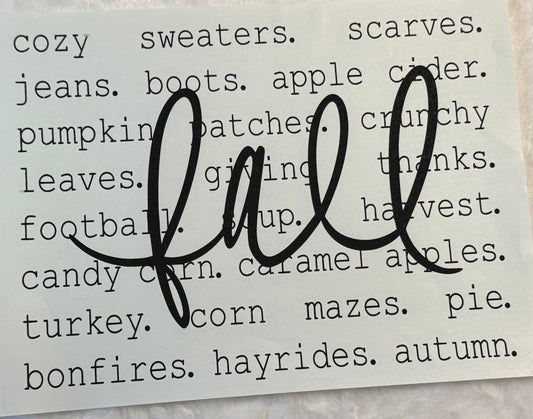 cozy sweaters. scarves.
jeans. boots. apple cider.
pumpkin patches. crunchy
leaves. giving thanks.
football. soup. harvest.
candy corn. caramel apples.
turkey. corn mazes. pie.
bonfires. hayrides. autumn.
fall